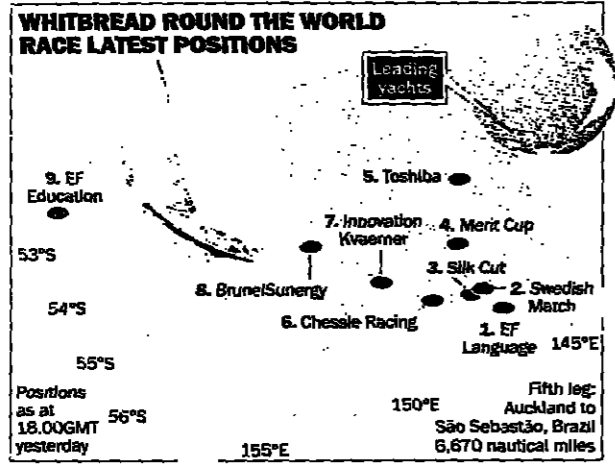 WHITBREAD ROUND THE WORLD
RACE LATEST POSITIONS
Leading
yachts
9. EF
Education
5. Toshiba
7. Innovation
Kvaerner
4. Merit Cup
3. Silk Cut
53°S
8. BrunelSunergy
2. Swedish
Match
54°S
6. Chessie Racing
1. EF
Language
145°E
55°S
Positions
as at
18.00GMT
yesterday
56°S
150°E
155°E
Fifth leg:
Auckland to
São Sebastão, Brazil
6,670 nautical miles